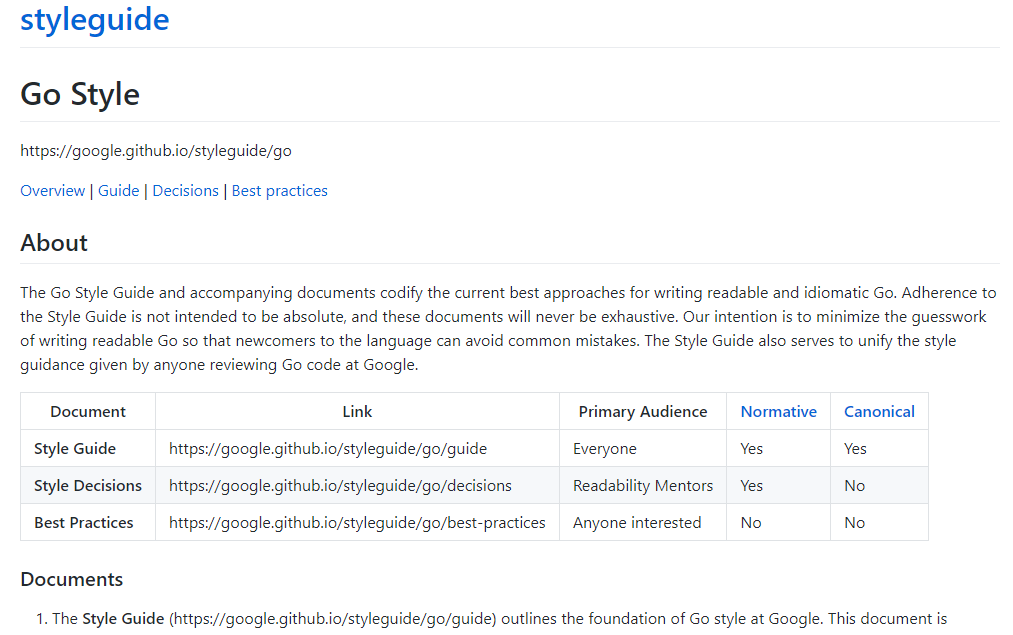 styleguide
Go Style
https://google.github.io/styleguide/go
Overview | Guide | Decisions | Best practices
About
The Go Style Guide and accompanying documents codify the current best approaches for writing readable and idiomatic Go. Adherence to
the Style Guide is not intended to be absolute, and these documents will never be exhaustive. Our intention is to minimize the guesswork
of writing readable Go so that newcomers to the language can avoid common mistakes. The Style Guide also serves to unify the style
guidance given by anyone reviewing Go code at Google.
Document Link Primary Audience Normative Canonical
Style Guide https://google.github.io/styleguide/go/guide Everyone Yes Yes
Style Decisions https://google.github.io/styleguide/go/decisions Readability Mentors Yes No
Best Practices https://google.github.io/styleguide/go/best-practices Anyone interested No No
Documents
1. The Style Guide (https://google.github.io/styleguide/go/guide) outlines the foundation of Go style at Google. This document is